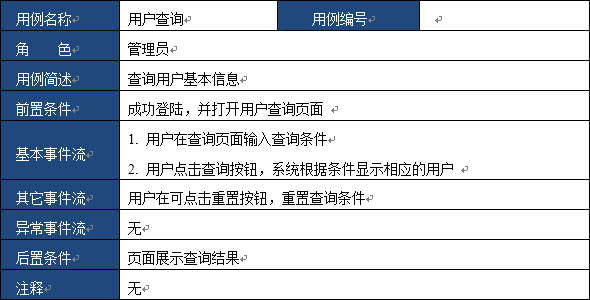 用例名称 用户查询 用例编号
角 色 管理员
用例简述 查询用户基本信息
前置条件 成功登陆，并打开用户查询页面
基本事件流 1. 用户在查询页面输入查询条件
2. 用户点击查询按钮，系统根据条件显示相应的用户
其它事件流 用户在可点击重置按钮，重置查询条件
异常事件流 无
后置条件 页面展示查询结果
注释 无